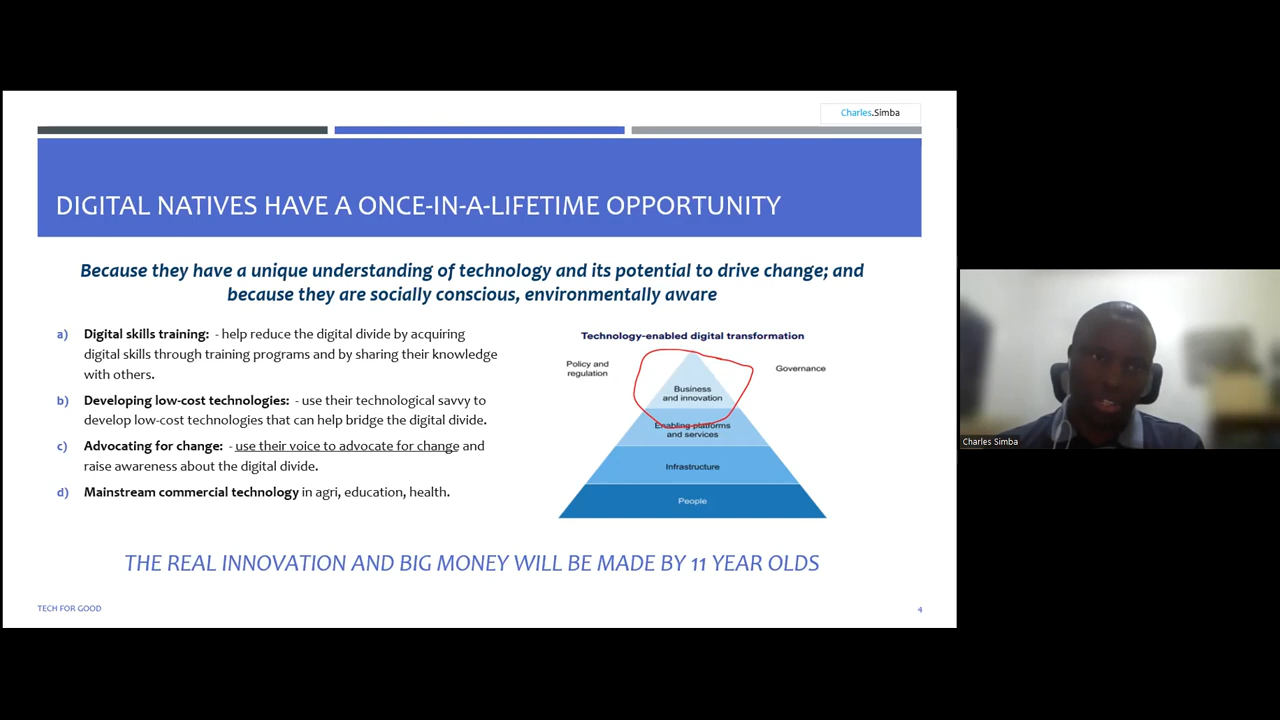 Charles.Simba
DIGITAL NATIVES HAVE A ONCE-IN-A-LIFETIME OPPORTUNITY
Because they have a unique understanding of technology and its potential to drive change; and
because they are socially conscious, environmentally aware
a) Digital skills training: - help reduce the digital divide by acquiring
digital skills through training programs and by sharing their knowledge
with others.
b) Developing low-cost technologies: - use their technological savvy to
develop low-cost technologies that can help bridge the digital divide.
c) Advocating for change: - use their voice to advocate for change and
raise awareness about the digital divide.
d) Mainstream commercial technology in agri, education, health.
Technology-enabled digital transformation
Policy and
regulation
Governance
Business
and innovation
Enabling platforms
and services
Infrastructure
People
THE REAL INNOVATION AND BIG MONEY WILL BE MADE BY 11 YEAR OLDS
TECH FOR GOOD
4
Charles Simba